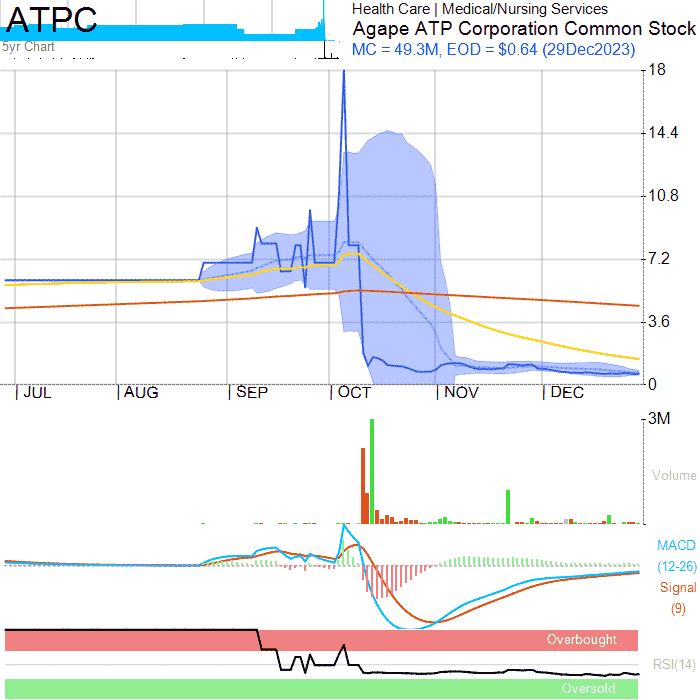 ATPC
5yr Chart
Health Care | Medical/Nursing Services
Agape ATP Corporation Common Stock
MC = 49.3M, EOD = $0.64 (29Dec2023)
18
14.4
10.8
7.2
3.6
0
JUL AUG SEP OCT NOV DEC
3M
Volume
MACD
(12-26)
Signal
(9)
Overbought
RSI(14)
Oversold